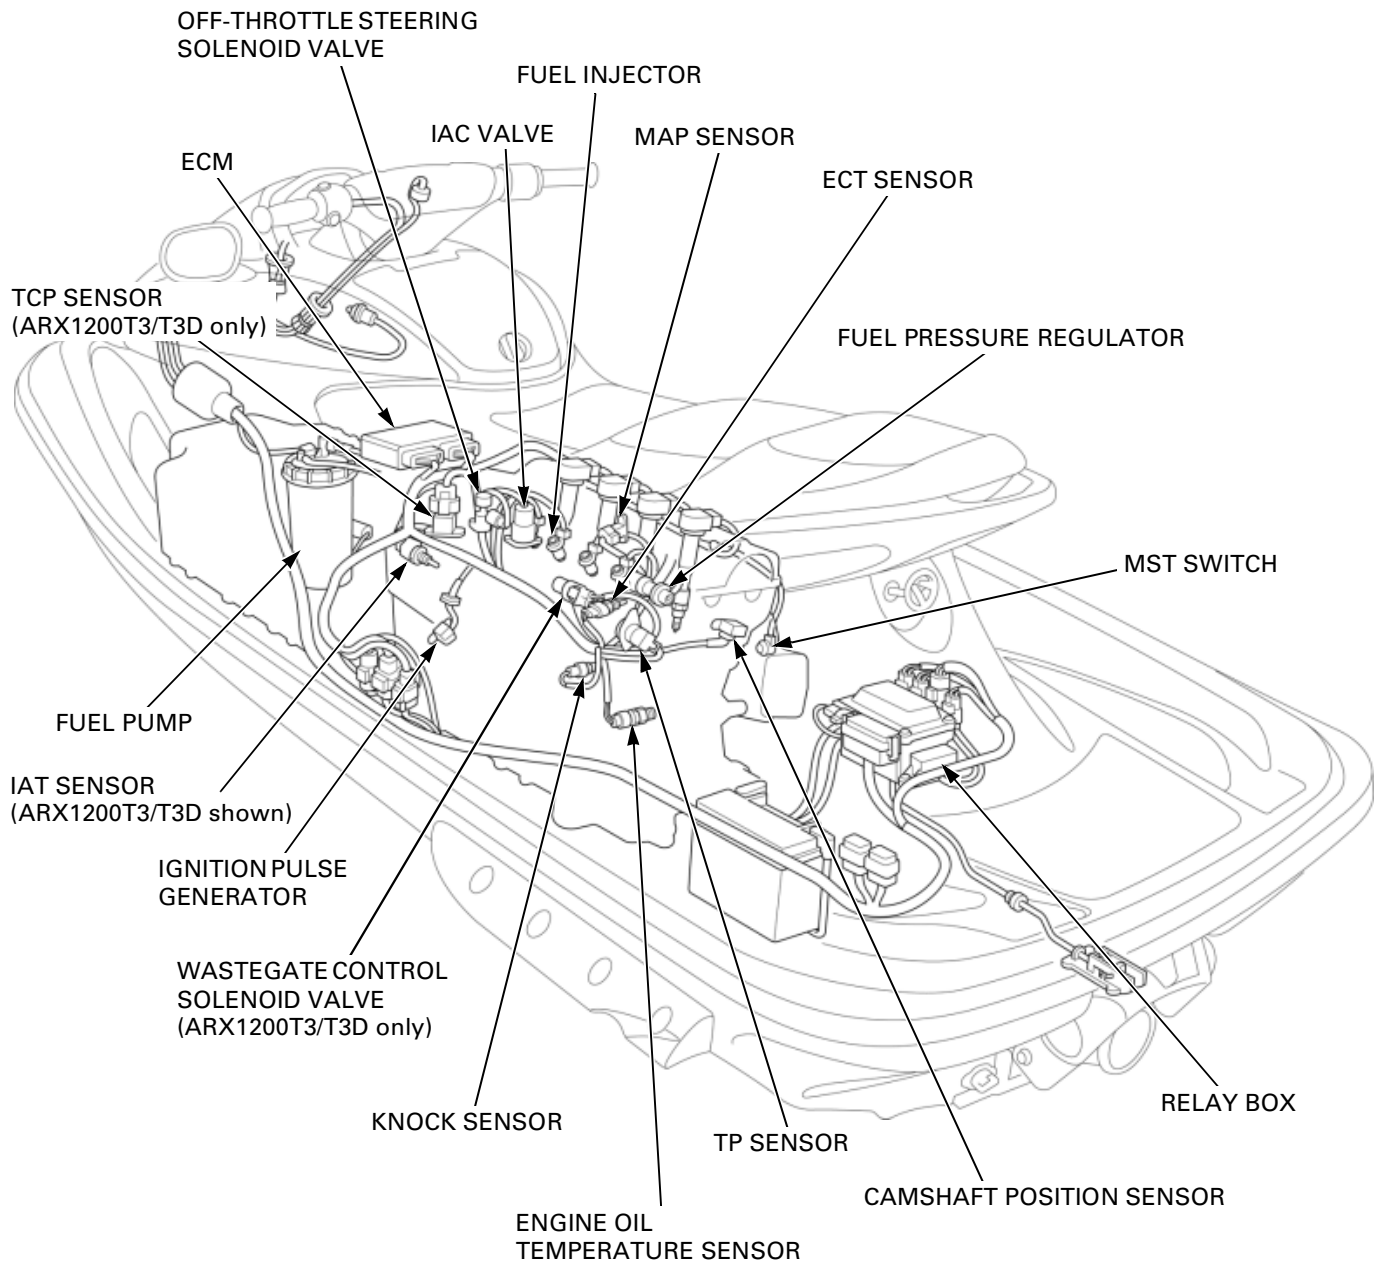 OFF-THROTTLE STEERING
SOLENOID VALVE
FUEL INJECTOR
IAC VALVE
MAP SENSOR
ECM
ECT SENSOR
TCP SENSOR
(ARX1200T3/T3D only)
FUEL PRESSURE REGULATOR
MST SWITCH
FUEL PUMP
IAT SENSOR
(ARX1200T3/T3D shown)
IGNITION PULSE
GENERATOR
WASTEGATE CONTROL
SOLENOID VALVE
(ARX1200T3/T3D only)
KNOCK SENSOR
RELAY BOX
TP SENSOR
CAMSHAFT POSITION SENSOR
ENGINE OIL
TEMPERATURE SENSOR